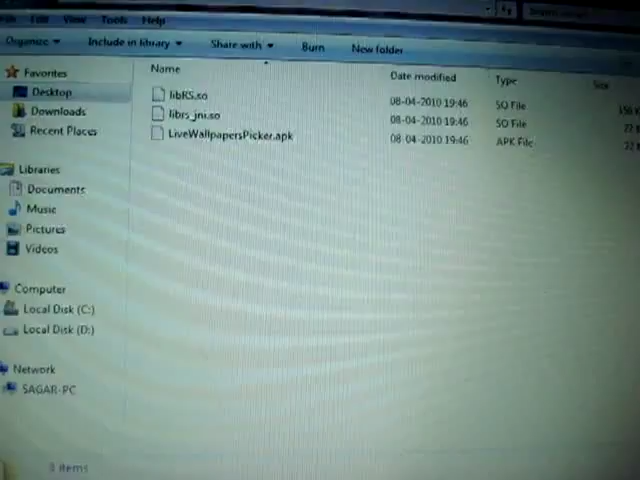 Edit View Tools Help
Organize Include in library Share with Burn New folder
Favorites
Desktop
Downloads
Recent Places
Libraries
Documents
Music
Pictures
Videos
Computer
Local Disk (C:)
Local Disk (D:)
Network
SAGAR-PC
Name Date modified Type Size
libRS.so 08-04-2010 19:46 SO File
librs_jni.so 08-04-2010 19:46 SO File
LiveWallpapersPicker.apk 08-04-2010 19:46 APK File
3 items